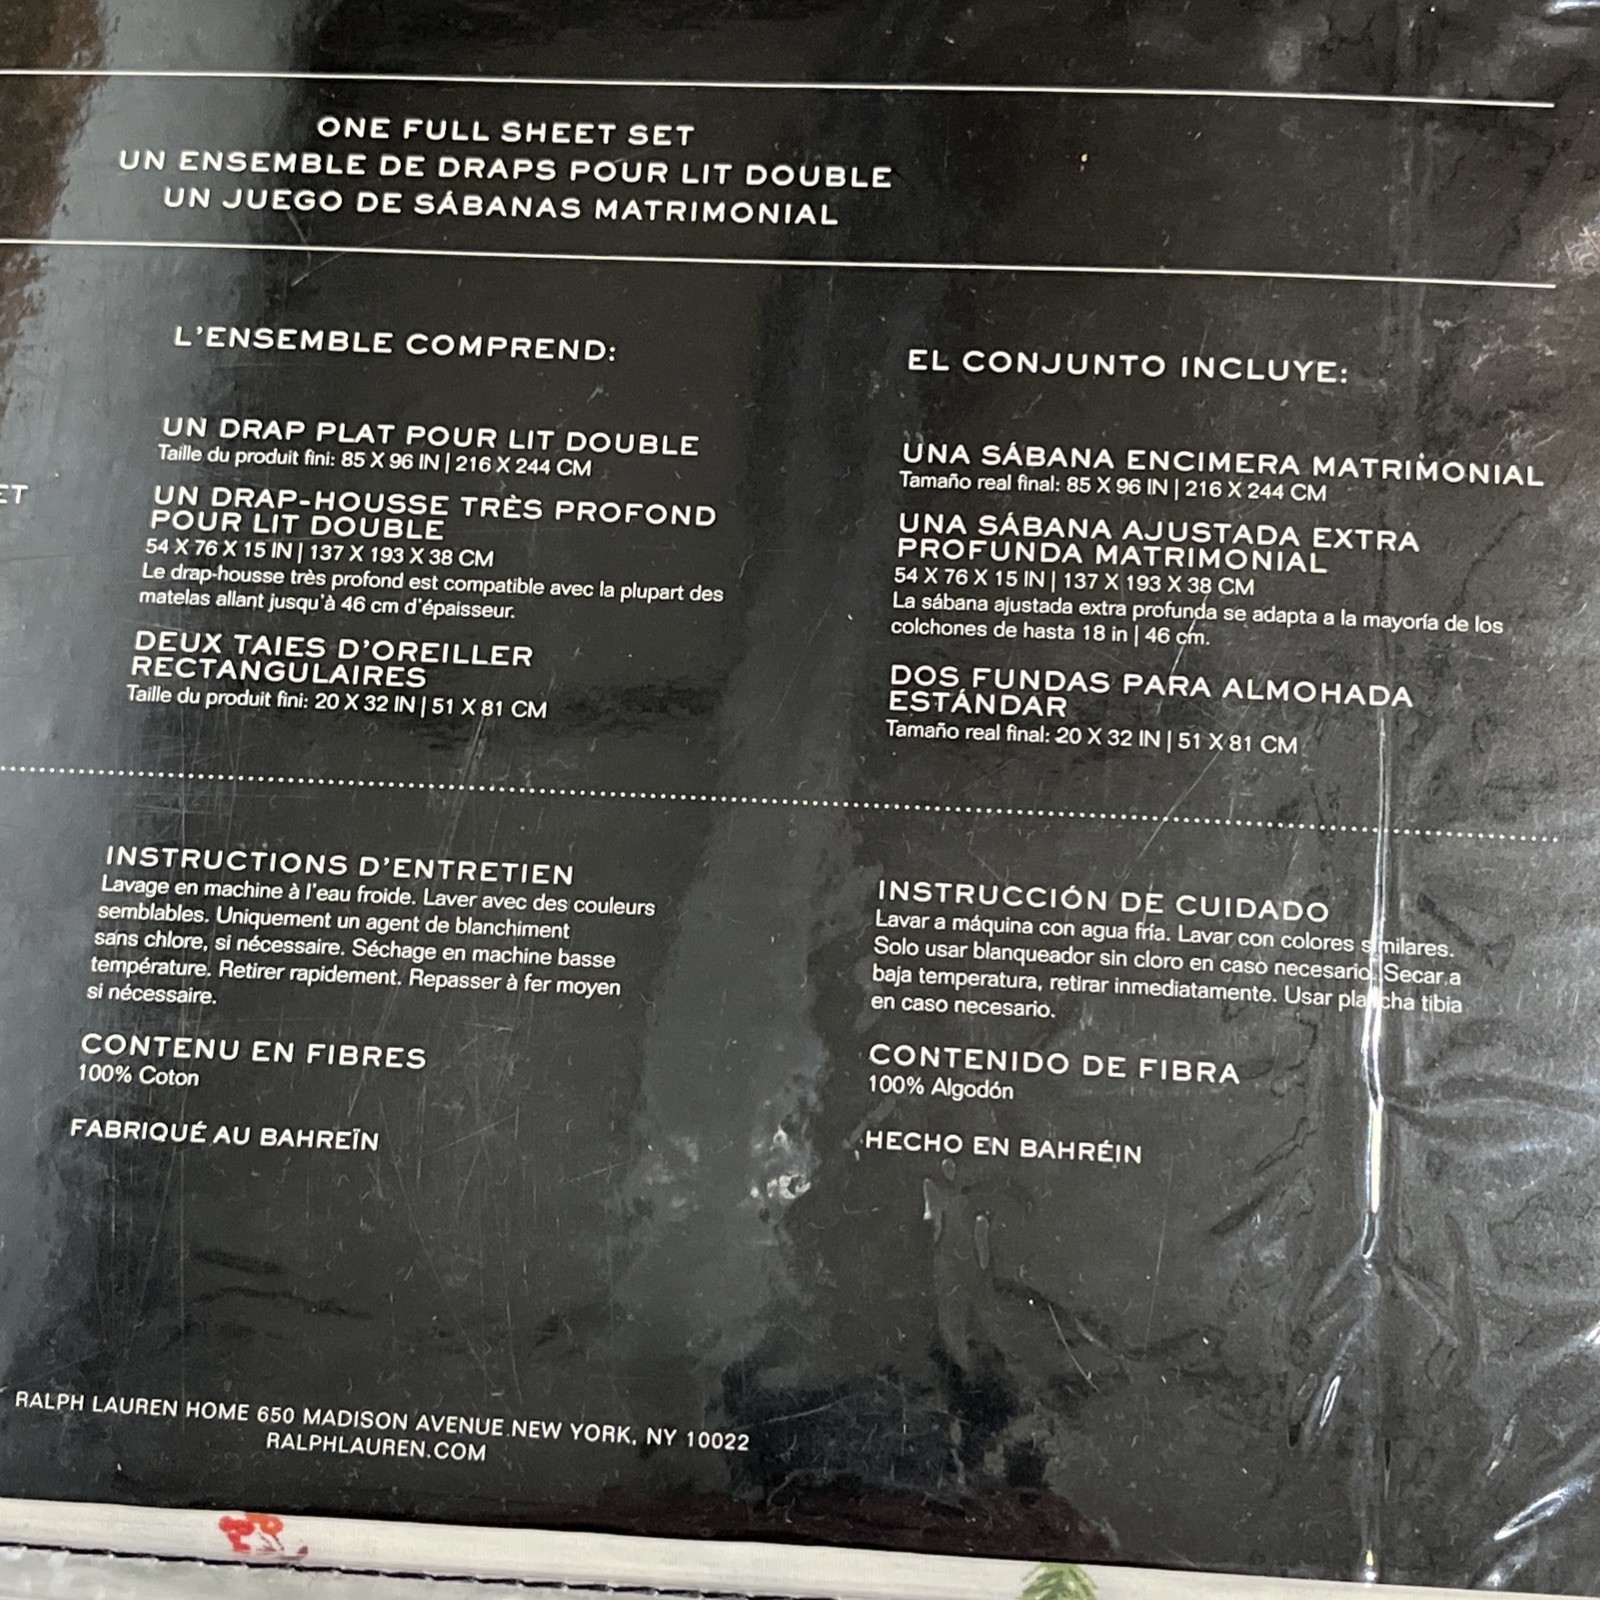 ONE FULL SHEET SET
UN ENSEMBLE DE DRAPS POUR LIT DOUBLE
UN JUEGO DE SÁBANAS MATRIMONIAL
ET
L'ENSEMBLE COMPREND:
UN DRAP PLAT POUR LIT DOUBLE
Taille du produit fini: 85 X 96 IN | 216 X 244 CM
UN DRAP-HOUSSE TRÈS PROFOND
POUR LIT DOUBLE
54 X 76 X 15 IN | 137 X 193 X 38 CM
Le drap-housse très profond est compatible avec la plupart des
matelas allant jusqu'à 46 cm d'épaisseur.
DEUX TAIES D'OREILLER
RECTANGULAIRES
Taille du produit fini: 20 X 32 IN | 51 X 81 CM
EL CONJUNTO INCLUYE:
UNA SÁBANA ENCIMERA MATRIMONIAL
Tamaño real final: 85 X 96 IN | 216 X 244 CM
UNA SÁBANA AJUSTADA EXTRA
PROFUNDA MATRIMONIAL
54 X 76 X 15 IN | 137 X 193 X 38 CM
La sábana ajustada extra profunda se adapta a la mayoría de los
colchones de hasta 18 in | 46 cm.
DOS FUNDAS PARA ALMOHADA
ESTÁNDAR
Tamaño real final: 20 X 32 IN | 51 X 81 CM
INSTRUCTIONS D'ENTRETIEN
Lavage en machine à l'eau froide. Laver avec des couleurs
semblables. Uniquement un agent de blanchiment
sans chlore, si nécessaire. Séchage en machine basse
température. Retirer rapidement. Repasser à fer moyen
si nécessaire.
CONTENU EN FIBRES
100% Coton
FABRIQUÉ AU BAHREÏN
INSTRUCCIÓN DE CUIDADO
Lavar a máquina con agua fría. Lavar con colores similares.
Solo usar blanqueador sin cloro en caso necesario. Secar a
baja temperatura, retirar inmediatamente. Usar plancha tibia
en caso necesario.
CONTENIDO DE FIBRA
100% Algodón
HECHO EN BAHRÉIN
RALPH LAUREN HOME 650 MADISON AVENUE NEW YORK, NY 10022
RALPHLAUREN.COM